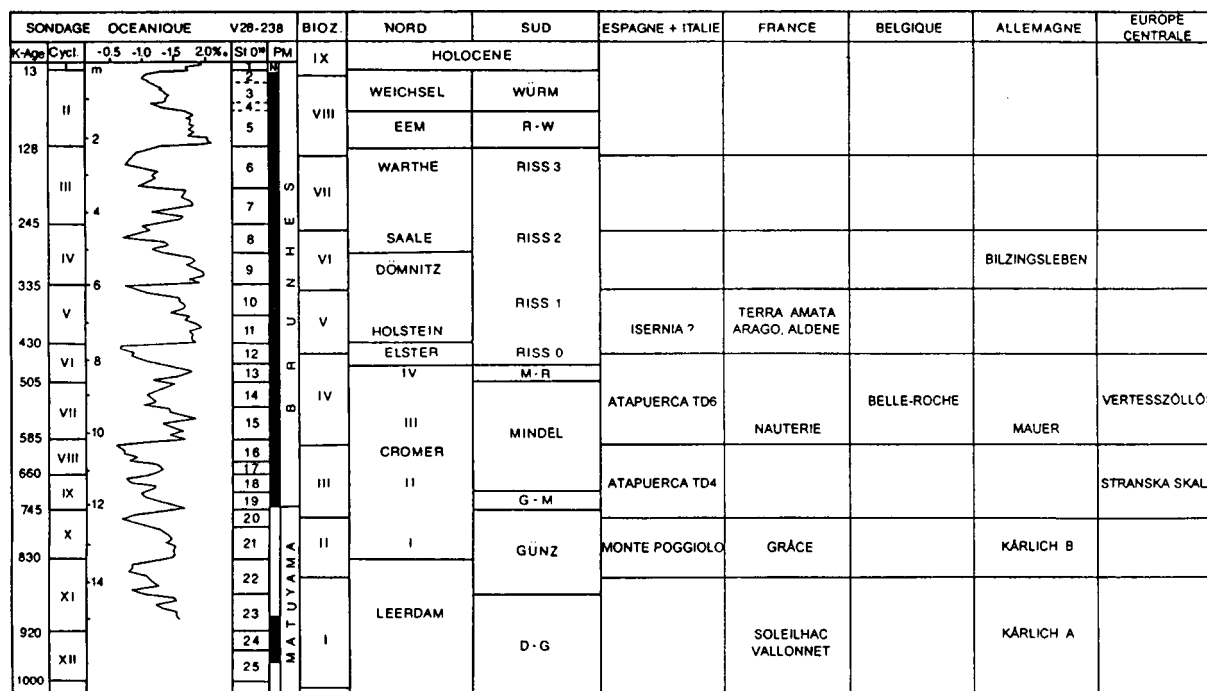 SONDAGE OCEANIQUE V28-238 BIOZ. NORD SUD ESPAGNE + ITALIE FRANCE BELGIQUE ALLEMAGNE EUROPE
CENTRALE
K-Age Cycl. -0.5 -1.0 -1.5 2.0‰ St O¹⁸ PM
IX HOLOCENE
13 I m 1 N
2
3 WEICHSEL WÜRM
4
II VIII
5 EEM R-W
2
128
6 WARTHE RISS 3
III VII
7
4
245
8 SAALE RISS 2
IV VI
9 DÖMNITZ BILZINGSLEBEN
6
335
10 RISS 1
V V TERRA AMATA
11 HOLSTEIN ISERNIA ? ARAGO, ALDENE
430
12 ELSTER RISS 0
VI 8
13 IV M-R
505
14 IV ATAPUERCA TD6 BELLE-ROCHE VERTESSZÖLLÖS
VII
15 III MINDEL NAUTERIE MAUER
10
585
VIII 16 CROMER
17
660
18 III II ATAPUERCA TD4 STRANSKA SKALA
IX
19 G-M
12
745
20
X 21 II I GÜNZ MONTE POGGIOLO GRÂCE KÄRLICH B
830
22
14
XI
23 LEERDAM
920
24 I D-G SOLEILHAC KÄRLICH A
XII VALLONNET
25
1000
BRUNHES
MATUYAMA